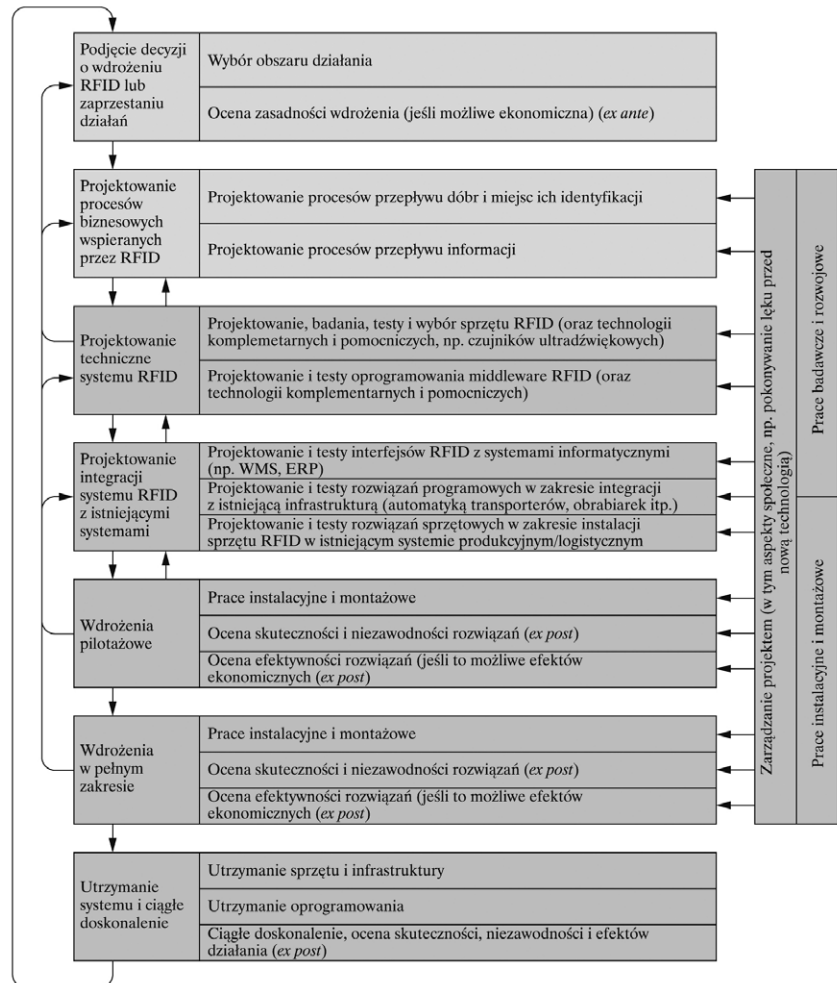 Podjęcie decyzji
o wdrożeniu
RFID lub
zaprzestaniu
działań
Wybór obszaru działania
Ocena zasadności wdrożenia (jeśli możliwe ekonomiczna) (ex ante)
Projektowanie
procesów
biznesowych
wspieranych
przez RFID
Projektowanie procesów przepływu dóbr i miejsc ich identyfikacji
Projektowanie procesów przepływu informacji
Projektowanie
techniczne
systemu RFID
Projektowanie, badania, testy i wybór sprzętu RFID (oraz technologii
komplemetarnych i pomocniczych, np. czujników ultradźwiękowych)
Projektowanie i testy oprogramowania middleware RFID (oraz
technologii komplementarnych i pomocniczych)
Projektowanie
integracji
systemu RFID
z istniejącymi
systemami
Projektowanie i testy interfejsów RFID z systemami informatycznymi
(np. WMS, ERP)
Projektowanie i testy rozwiązań programowych w zakresie integracji
z istniejącą infrastrukturą (automatyką transporterów, obrabiarek itp.)
Projektowanie i testy rozwiązań sprzętowych w zakresie instalacji
sprzętu RFID w istniejącym systemie produkcyjnym/logistycznym
Wdrożenia
pilotażowe
Prace instalacyjne i montażowe
Ocena skuteczności i niezawodności rozwiązań (ex post)
Ocena efektywności rozwiązań (jeśli to możliwe efektów
ekonomicznych (ex post)
Wdrożenia
w pełnym
zakresie
Prace instalacyjne i montażowe
Ocena skuteczności i niezawodności rozwiązań (ex post)
Ocena efektywności rozwiązań (jeśli to możliwe efektów
ekonomicznych (ex post)
Utrzymanie
systemu i ciągłe
doskonalenie
Utrzymanie sprzętu i infrastruktury
Utrzymanie oprogramowania
Ciągłe doskonalenie, ocena skuteczności, niezawodności i efektów
działania (ex post)
Zarządzanie projektem (w tym aspekty społeczne, np. pokonywanie lęku przed
nową technologią)
Prace badawcze i rozwojowe
Prace instalacyjne i montażowe